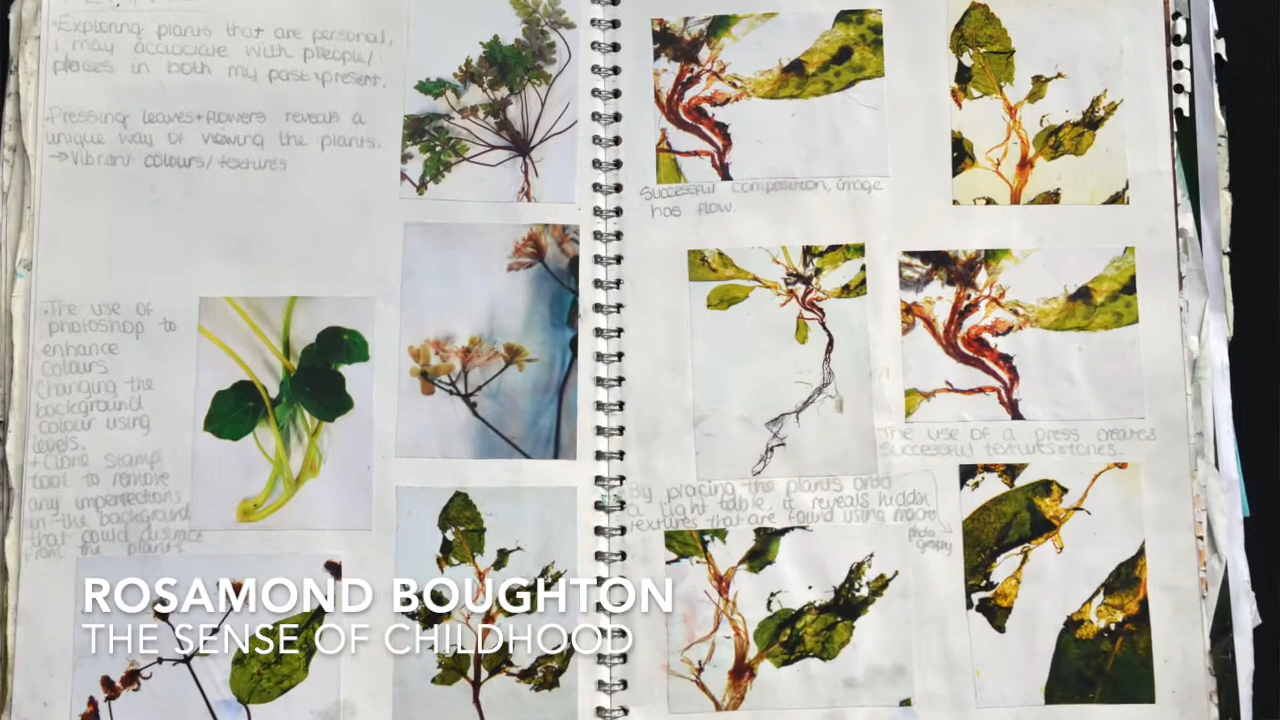 •Exploring plants that are personal,
I may acciociate with people/
places in both my past+present.
•Pressing leaves+flowers reveals a
unique way of viewing the plants.
→Vibrant colours/textures
•The use of
photoshop to
enhance
colours
Changing the
background
colour using
levels.
+Clone stamp
tool to remove
any imperfections
in the background
that could distract
from the plants.
Successful composition, image
has flow.
The use of a press creates
successful textures+tones.
By placing the plants onto
a light table, it reveals hidden
textures that are found using macro
photo
graphy
ROSAMOND BOUGHTON
THE SENSE OF CHILDHOOD